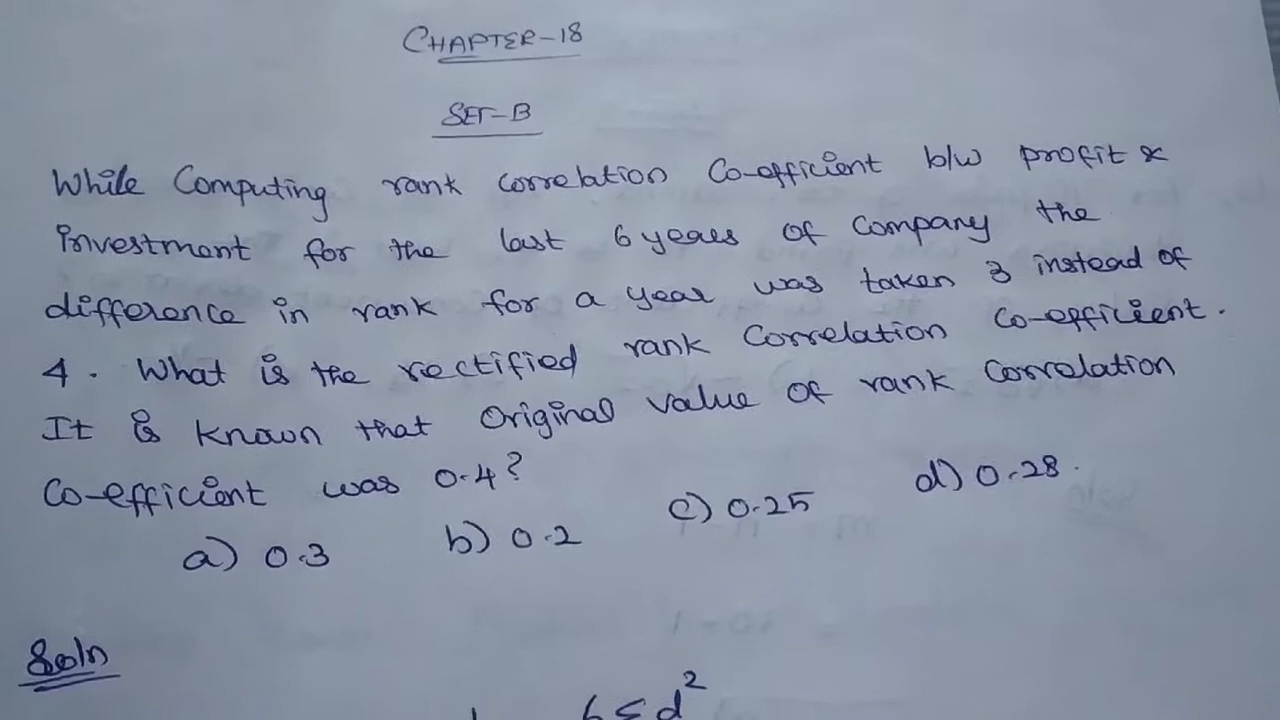 CHAPTER-18
SET-B
While Computing rank correlation Co-efficient b/w profit &
investment for the last 6 years of Company the
difference in rank for a year was taken 3 instead of
4. What is the rectified rank Correlation Co-efficient.
It is known that Original value of rank Correlation
Co-efficient was 0.4?
a) 0.3 b) 0.2 c) 0.25 d) 0.28.
Soln
6 Σd²